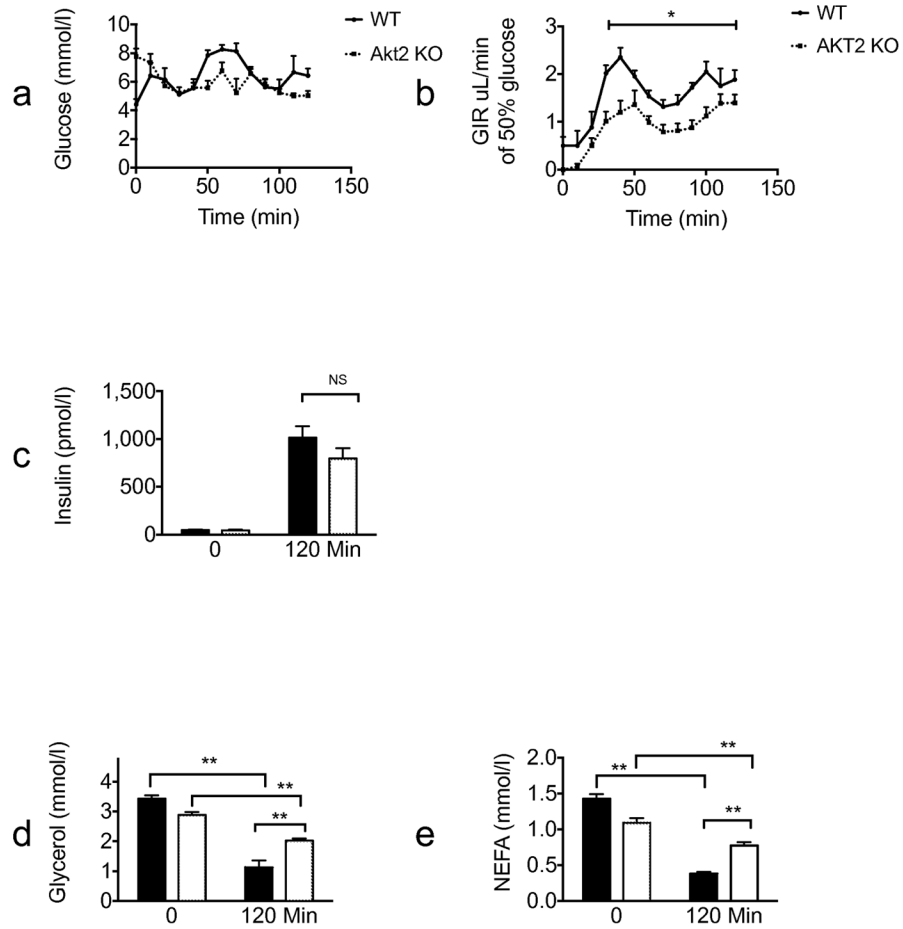 a
Glucose (mmol/l)
10
8
6
4
2
0
0
50
100
150
Time (min)
WT
Akt2 KO
b
GIR uL/min
of 50% glucose
3
2
1
0
0
50
100
150
Time (min)
*
WT
AKT2 KO
c
Insulin (pmol/l)
1,500
1,000
500
0
0
120 Min
NS
d
Glycerol (mmol/l)
4
3
2
1
0
0
120 Min
**
**
**
e
NEFA (mmol/l)
2.0
1.5
1.0
0.5
0.0
0
120 Min
**
**
**